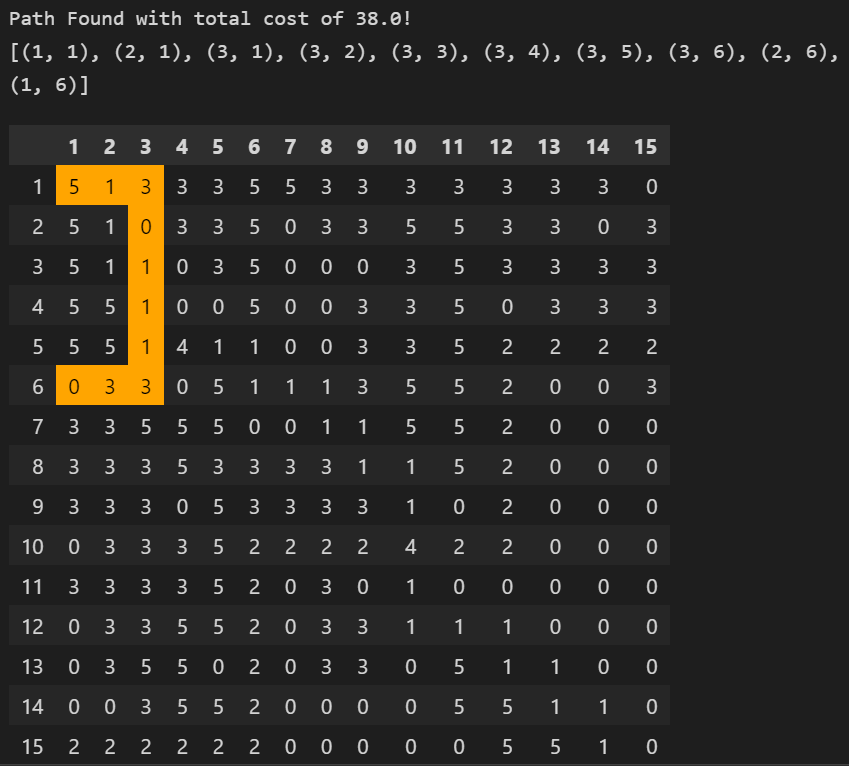 Path Found with total cost of 38.0!
[(1, 1), (2, 1), (3, 1), (3, 2), (3, 3), (3, 4), (3, 5), (3, 6), (2, 6),
(1, 6)]
1 2 3 4 5 6 7 8 9 10 11 12 13 14 15
1 5 1 3 3 3 5 5 3 3 3 3 3 3 3 0
2 5 1 0 3 3 5 0 3 3 5 5 3 3 0 3
3 5 1 1 0 3 5 0 0 0 3 5 3 3 3 3
4 5 5 1 0 0 5 0 0 3 3 5 0 3 3 3
5 5 5 1 4 1 1 0 0 3 3 5 2 2 2 2
6 0 3 3 0 5 1 1 1 3 5 5 2 0 0 3
7 3 3 5 5 5 0 0 1 1 5 5 2 0 0 0
8 3 3 3 5 3 3 3 3 1 1 5 2 0 0 0
9 3 3 3 0 5 3 3 3 3 1 0 2 0 0 0
10 0 3 3 3 5 2 2 2 2 4 2 2 0 0 0
11 3 3 3 3 5 2 0 3 0 1 0 0 0 0 0
12 0 3 3 5 5 2 0 3 3 1 1 1 0 0 0
13 0 3 5 5 0 2 0 3 3 0 5 1 1 0 0
14 0 0 3 5 5 2 0 0 0 0 5 5 1 1 0
15 2 2 2 2 2 2 0 0 0 0 0 5 5 1 0